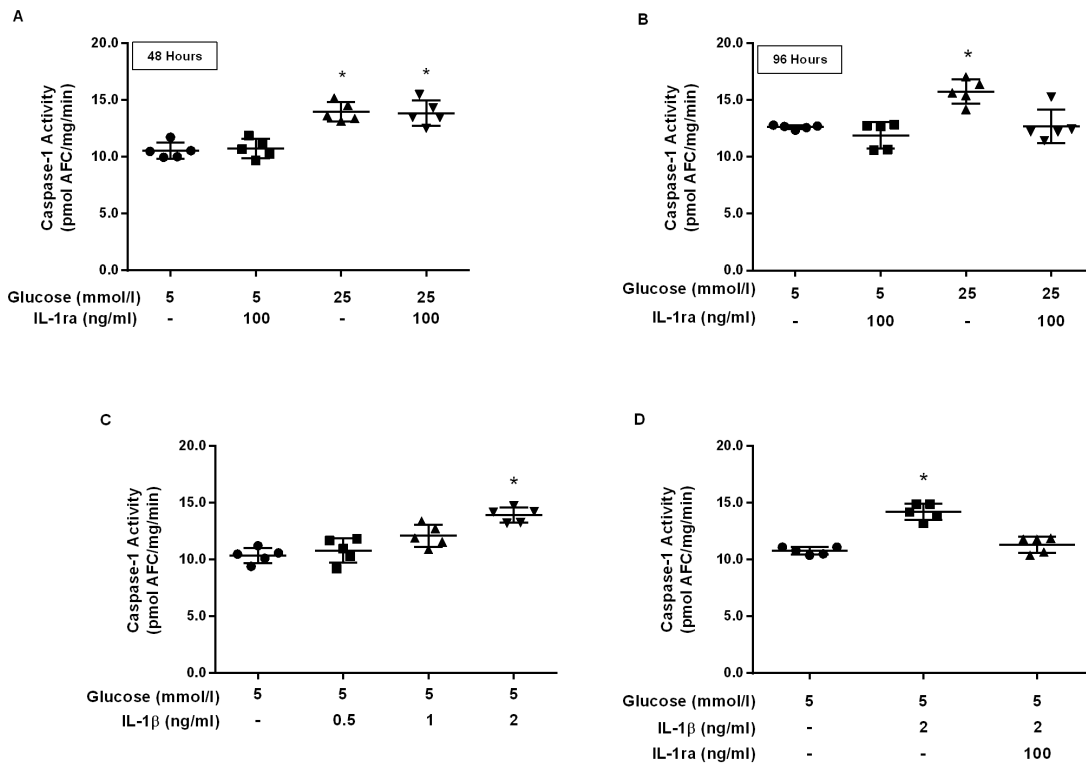 A
48 Hours
Caspase-1 Activity
(pmol AFC/mg/min)
20.0
15.0
10.0
5.0
0.0
* *
Glucose (mmol/l) 5 5 25 25
IL-1ra (ng/ml) - 100 - 100
B
96 Hours
Caspase-1 Activity
(pmol AFC/mg/min)
20.0
15.0
10.0
5.0
0.0
*
Glucose (mmol/l) 5 5 25 25
IL-1ra (ng/ml) - 100 - 100
C
Caspase-1 Activity
(pmol AFC/mg/min)
20.0
15.0
10.0
5.0
0.0
*
Glucose (mmol/l) 5 5 5 5
IL-1β (ng/ml) - 0.5 1 2
D
Caspase-1 Activity
(pmol AFC/mg/min)
20.0
15.0
10.0
5.0
0.0
*
Glucose (mmol/l) 5 5 5
IL-1β (ng/ml) - 2 2
IL-1ra (ng/ml) - - 100